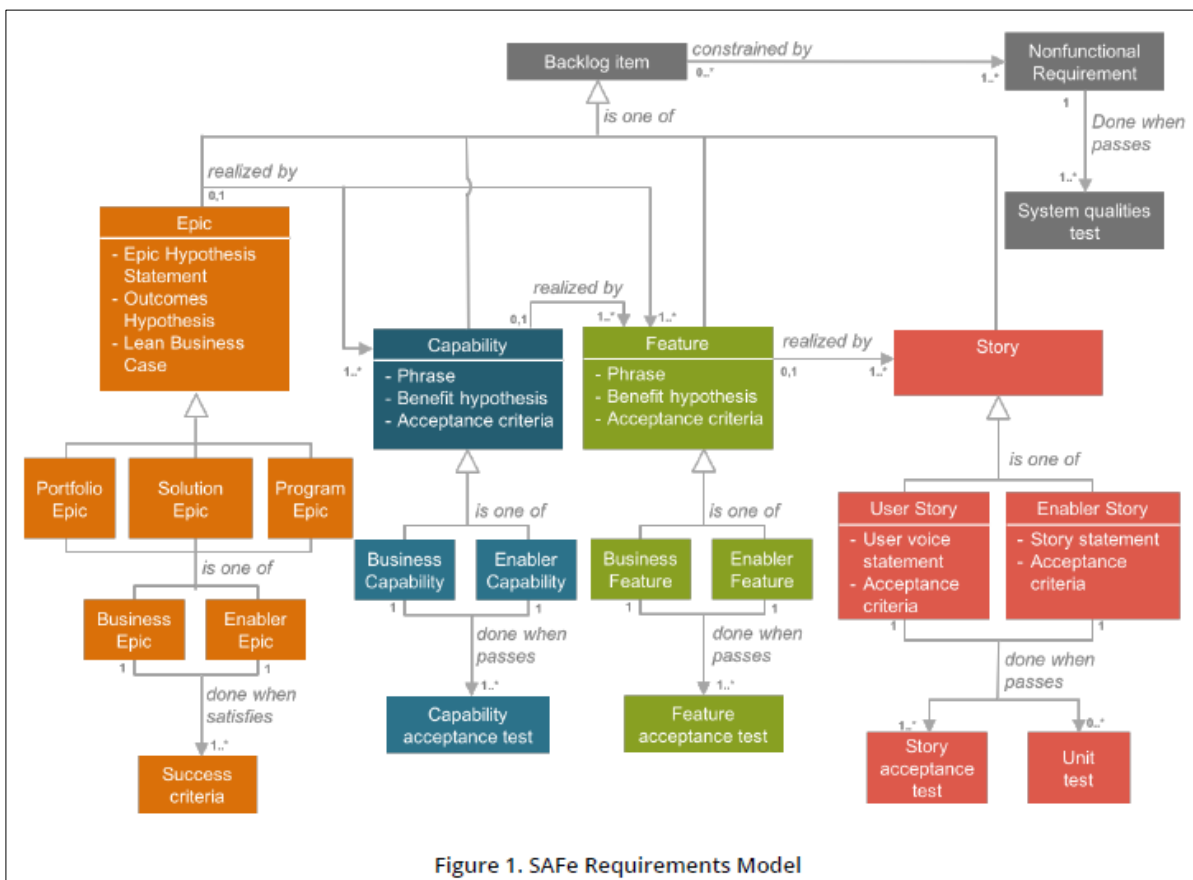 Backlog item
constrained by
0..*
1..*
Nonfunctional
Requirement
1
Done when
passes
1..*
System qualities
test
is one of
realized by
0,1
Epic
- Epic Hypothesis
Statement
- Outcomes
Hypothesis
- Lean Business
Case
1..*
realized by
0,1
1..*
1..*
Capability
- Phrase
- Benefit hypothesis
- Acceptance criteria
Feature
- Phrase
- Benefit hypothesis
- Acceptance criteria
realized by
0,1
1..*
Story
Portfolio
Epic
Solution
Epic
Program
Epic
is one of
Business
Epic
Enabler
Epic
1
1
done when
satisfies
1..*
Success
criteria
is one of
Business
Capability
Enabler
Capability
1
1
done when
passes
1..*
Capability
acceptance test
is one of
Business
Feature
Enabler
Feature
1
1
done when
passes
1..*
Feature
acceptance test
is one of
User Story
- User voice
statement
- Acceptance
criteria
Enabler Story
- Story statement
- Acceptance
criteria
1
1
done when
passes
1..*
0..*
Story
acceptance
test
Unit
test
Figure 1. SAFe Requirements Model